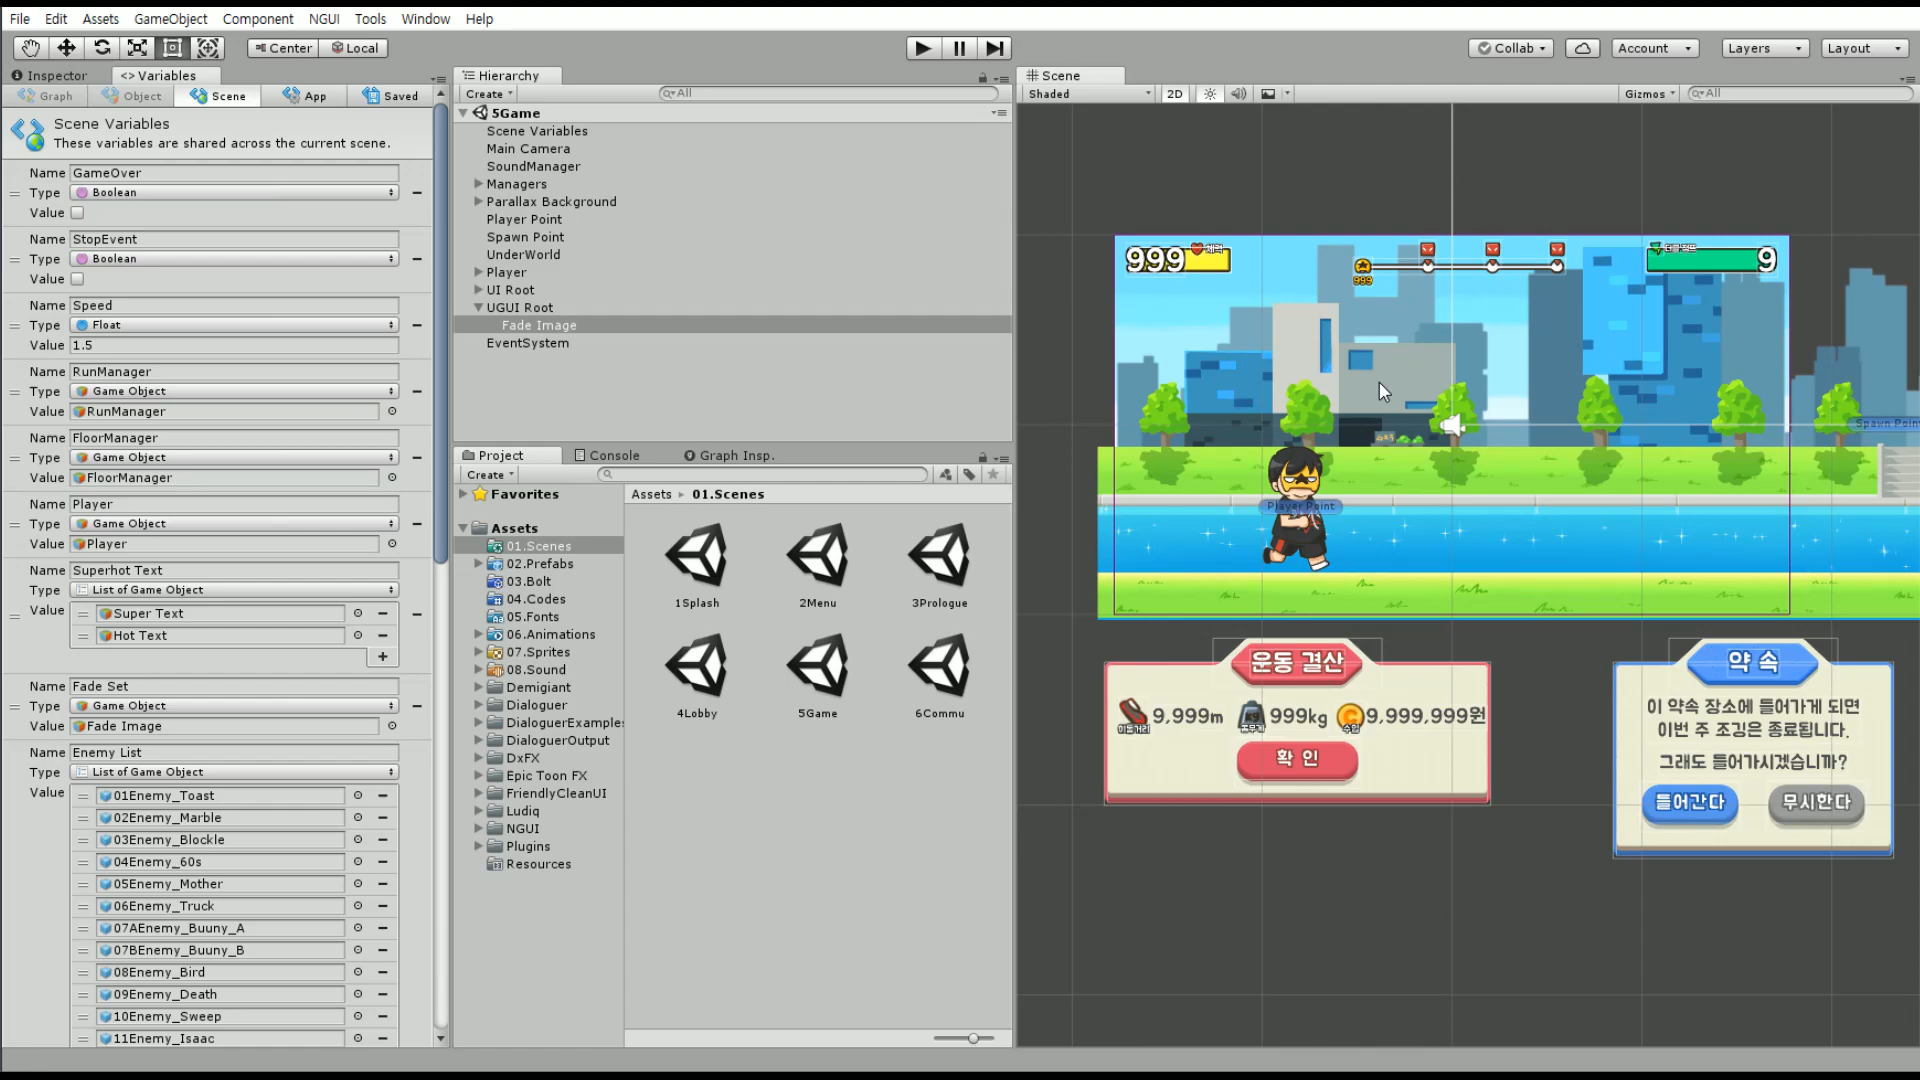 File Edit Assets GameObject Component NGUI Tools Window Help
Center Local Collab Account Layers Layout
Inspector <> Variables
Graph Object Scene App Saved
Scene Variables
These variables are shared across the current scene.
Name GameOver
Type Boolean
Value
Name StopEvent
Type Boolean
Value
Name Speed
Type Float
Value 1.5
Name RunManager
Type Game Object
Value RunManager
Name FloorManager
Type Game Object
Value FloorManager
Name Player
Type Game Object
Value Player
Name Superhot Text
Type List of Game Object
Value Super Text
Hot Text
Name Fade Set
Type Game Object
Value Fade Image
Name Enemy List
Type List of Game Object
Value 01Enemy_Toast
02Enemy_Marble
03Enemy_Blockle
04Enemy_60s
05Enemy_Mother
06Enemy_Truck
07AEnemy_Buuny_A
07BEnemy_Buuny_B
08Enemy_Bird
09Enemy_Death
10Enemy_Sweep
11Enemy_Isaac
Hierarchy
Create All
5Game
Scene Variables
Main Camera
SoundManager
Managers
Parallax Background
Player Point
Spawn Point
UnderWorld
Player
UI Root
UGUI Root
Fade Image
EventSystem
Project Console Graph Insp.
Create
Favorites
Assets
01.Scenes
02.Prefabs
03.Bolt
04.Codes
05.Fonts
06.Animations
07.Sprites
08.Sound
Demigiant
Dialoguer
DialoguerExamples
DialoguerOutput
DxFX
Epic Toon FX
FriendlyCleanUI
Ludiq
NGUI
Plugins
Resources
Assets 01.Scenes
1Splash 2Menu 3Prologue
4Lobby 5Game 6Commu
Scene
Shaded 2D Gizmos All
999 체력
999
9
Spawn Point
Player Point
운동 결산
9,999m 999kg 9,999,999원
이동거리
수입
확 인
약 속
이 약속 장소에 들어가게 되면
이번 주 조깅은 종료됩니다.
그래도 들어가시겠습니까?
들어간다 무시한다